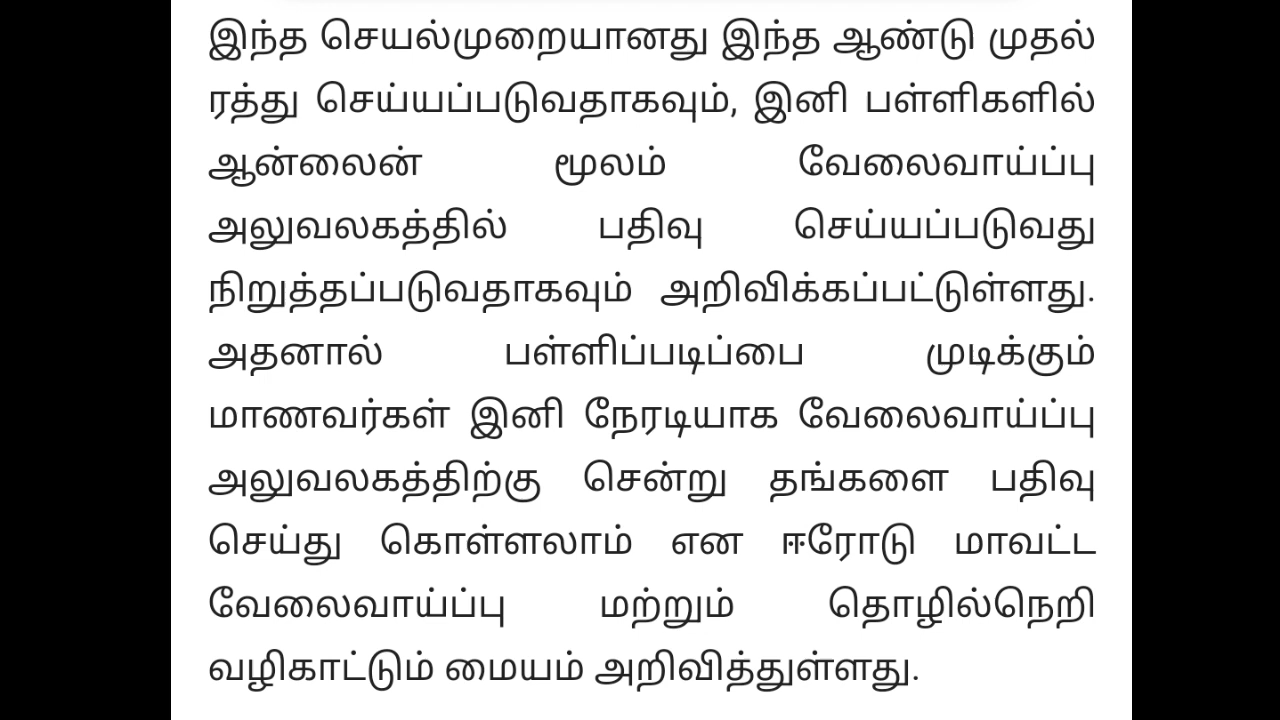 இந்த செயல்முறையானது இந்த ஆண்டு முதல்
ரத்து செய்யப்படுவதாகவும், இனி பள்ளிகளில்
ஆன்லைன் மூலம் வேலைவாய்ப்பு
அலுவலகத்தில் பதிவு செய்யப்படுவது
நிறுத்தப்படுவதாகவும் அறிவிக்கப்பட்டுள்ளது.
அதனால் பள்ளிப்படிப்பை முடிக்கும்
மாணவர்கள் இனி நேரடியாக வேலைவாய்ப்பு
அலுவலகத்திற்கு சென்று தங்களை பதிவு
செய்து கொள்ளலாம் என ஈரோடு மாவட்ட
வேலைவாய்ப்பு மற்றும் தொழில்நெறி
வழிகாட்டும் மையம் அறிவித்துள்ளது.